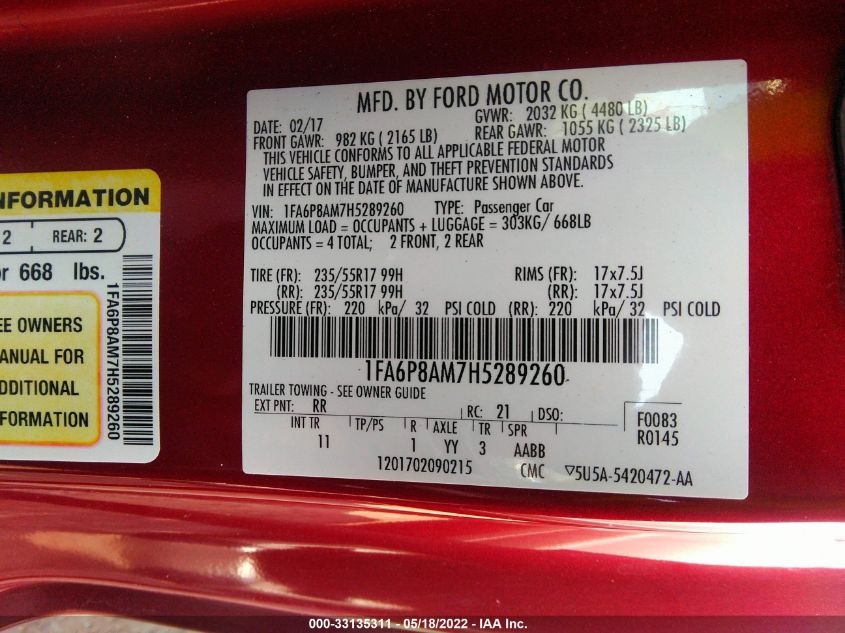 MFD. BY FORD MOTOR CO.
DATE: 02/17 GVWR: 2032 KG ( 4480 LB)
FRONT GAWR: 982 KG ( 2165 LB) REAR GAWR: 1055 KG ( 2325 LB)
THIS VEHICLE CONFORMS TO ALL APPLICABLE FEDERAL MOTOR
VEHICLE SAFETY, BUMPER, AND THEFT PREVENTION STANDARDS
IN EFFECT ON THE DATE OF MANUFACTURE SHOWN ABOVE.
VIN: 1FA6P8AM7H5289260 TYPE: Passenger Car
MAXIMUM LOAD = OCCUPANTS + LUGGAGE = 303KG/ 668LB
OCCUPANTS = 4 TOTAL; 2 FRONT, 2 REAR
TIRE (FR): 235/55R17 99H RIMS (FR): 17x7.5J
(RR): 235/55R17 99H (RR): 17x7.5J
PRESSURE (FR): 220 kPa/ 32 PSI COLD (RR): 220 kPa/ 32 PSI COLD
1FA6P8AM7H5289260
TRAILER TOWING - SEE OWNER GUIDE
EXT PNT: RR RC: 21 DSO:
INT TR TP/PS R AXLE TR SPR
11 1 YY 3 AABB
F0083
R0145
1201702090215 CMC 5U5A-5420472-AA
NFORMATION
2 REAR: 2
or 668 lbs.
EE OWNERS
MANUAL FOR
ADDITIONAL
FORMATION
1FA6P8AM7H5289260
000-33135311 - 05/18/2022 - IAA Inc.